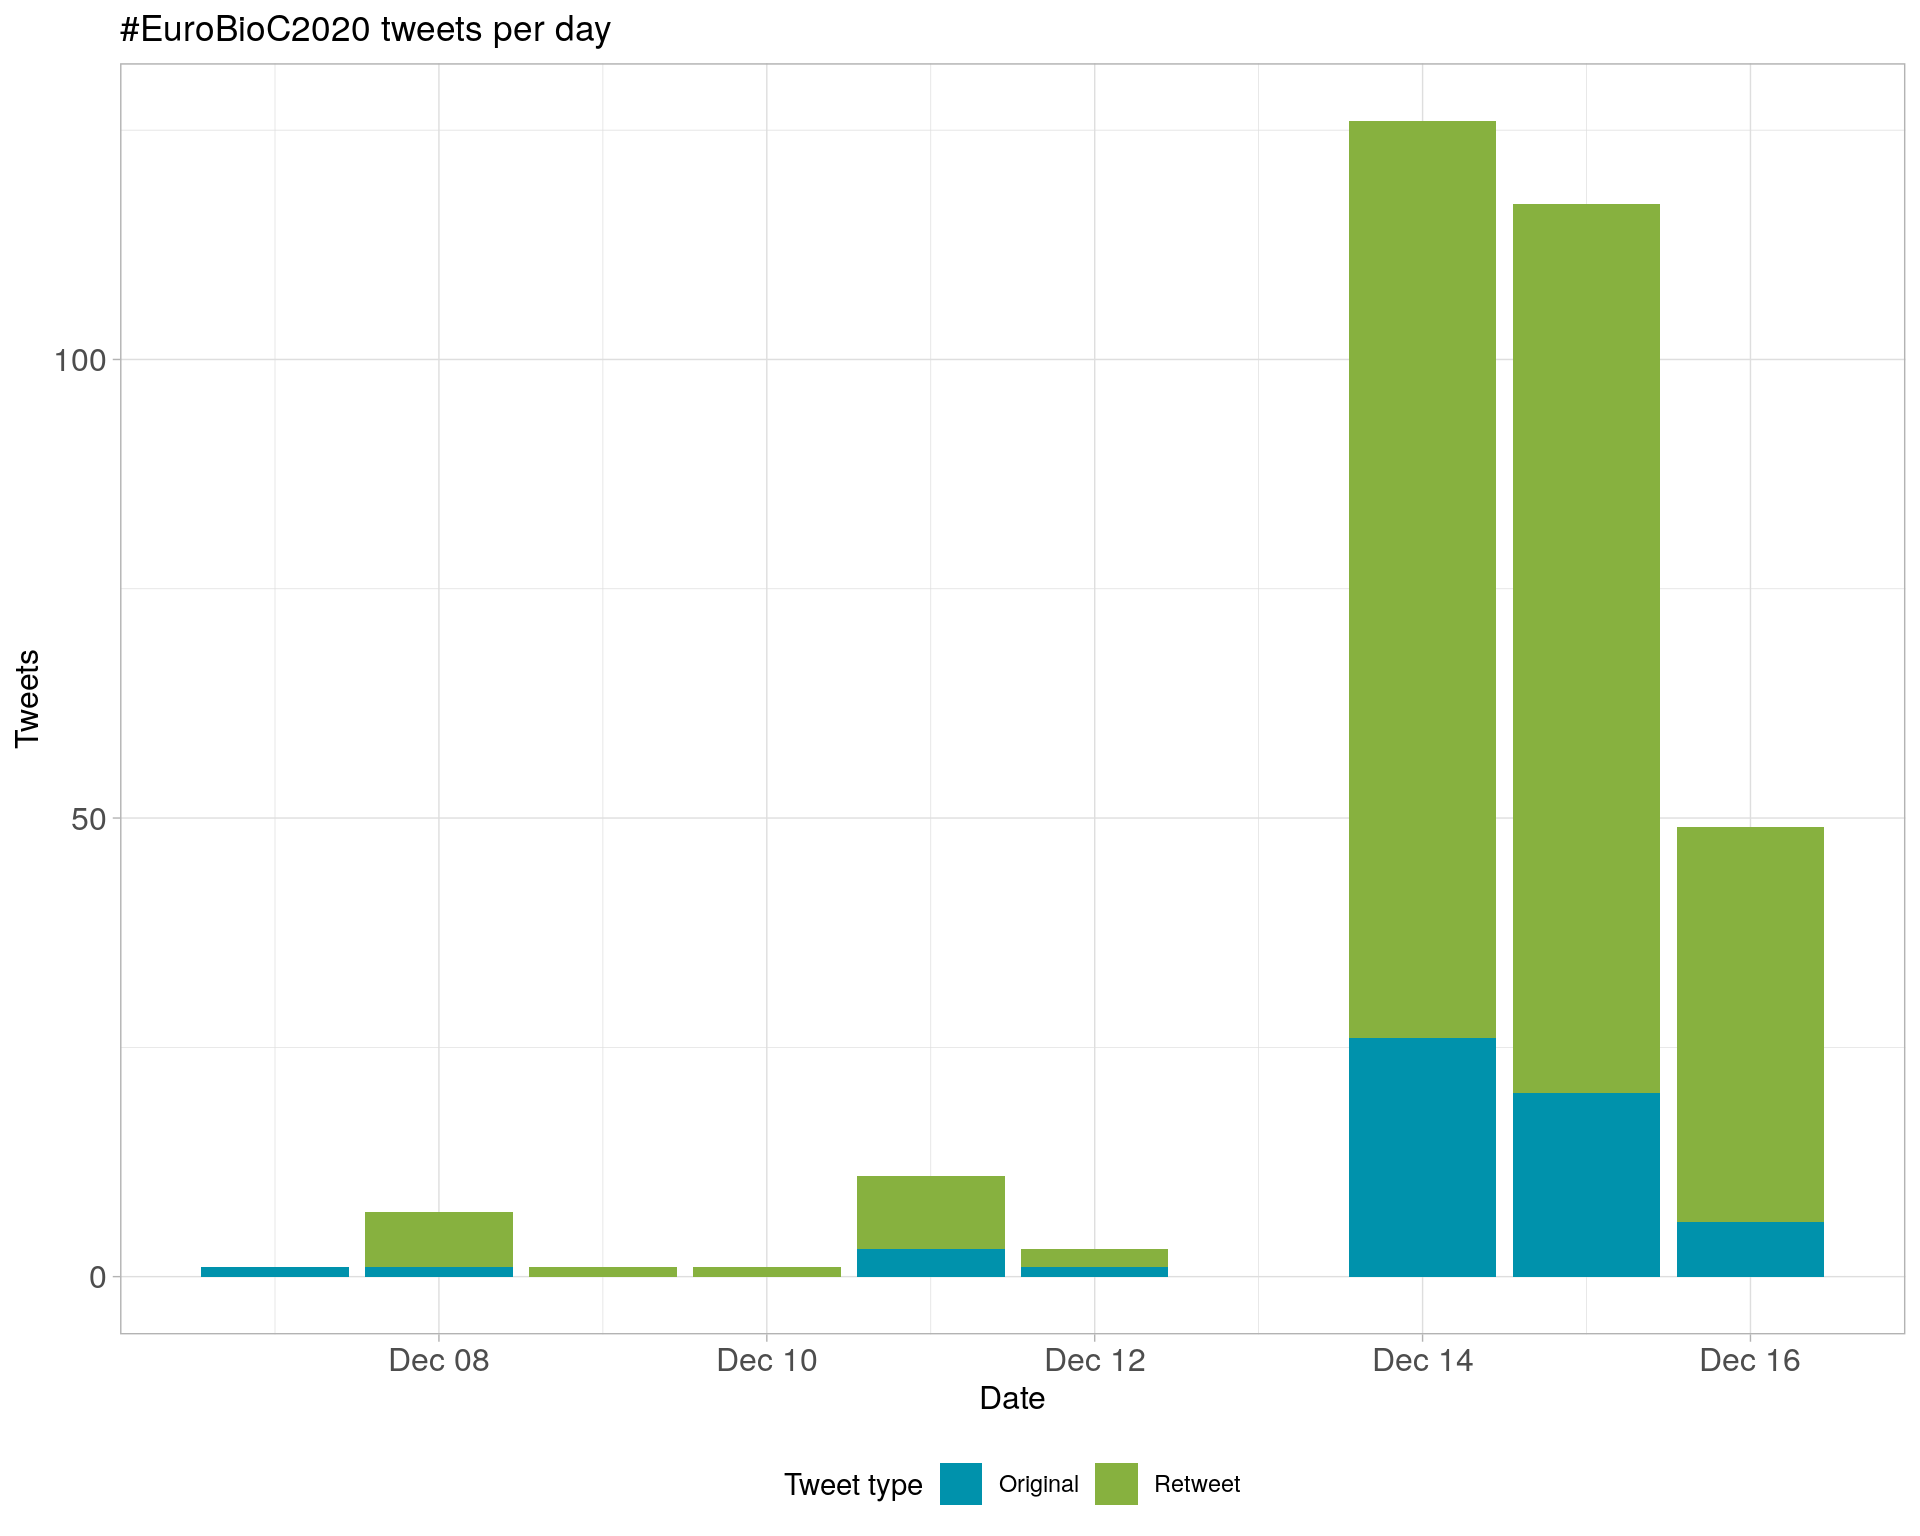 #EuroBioC2020 tweets per day
Tweets
100
50
0
Dec 08
Dec 10
Dec 12
Dec 14
Dec 16
Date
Tweet type
Original
Retweet